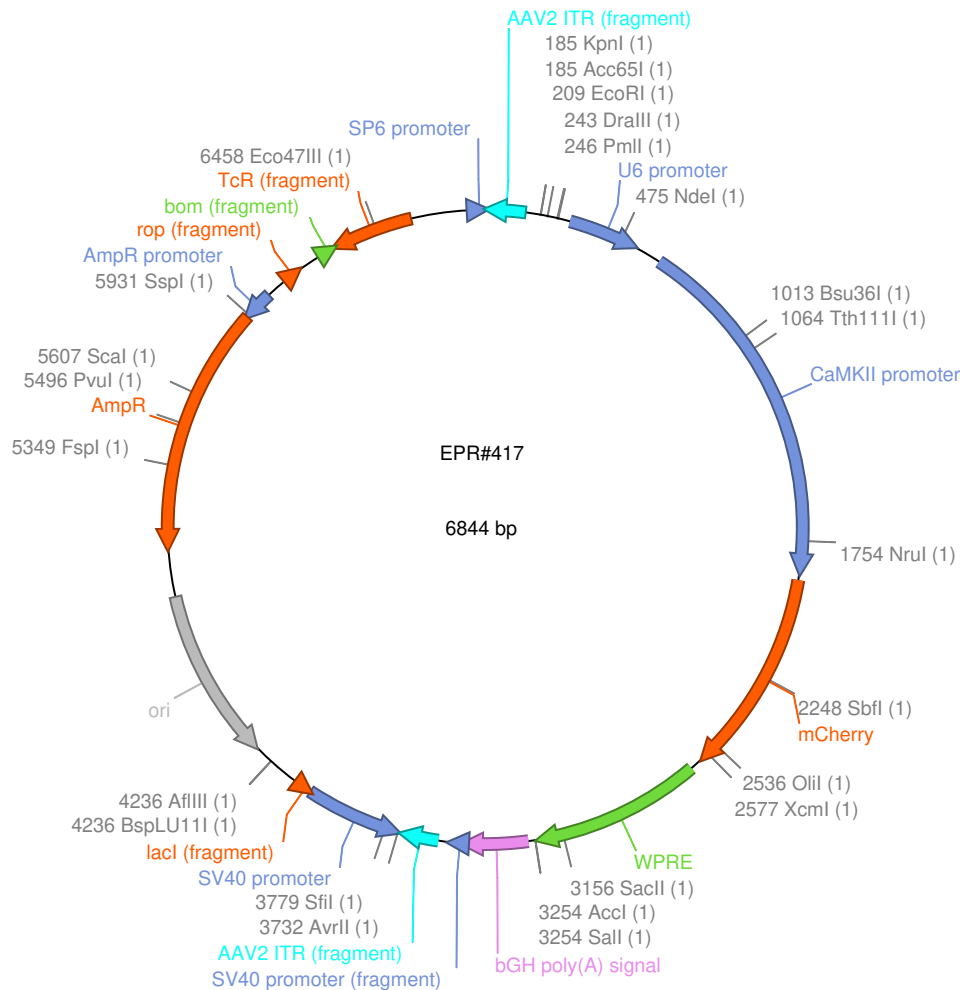 AAV2 ITR (fragment)
185 KpnI (1)
185 Acc65I (1)
209 EcoRI (1)
243 DraIII (1)
246 PmlI (1)
U6 promoter
475 NdeI (1)
1013 Bsu36I (1)
1064 Tth111I (1)
CaMKII promoter
1754 NruI (1)
2248 SbfI (1)
mCherry
2536 OliI (1)
2577 XcmI (1)
WPRE
3156 SacII (1)
3254 AccI (1)
3254 SalI (1)
bGH poly(A) signal
SV40 promoter (fragment)
AAV2 ITR (fragment)
3732 AvrII (1)
3779 SfiI (1)
SV40 promoter
lacI (fragment)
4236 BspLU11I (1)
4236 AflIII (1)
ori
5349 FspI (1)
AmpR
5496 PvuI (1)
5607 ScaI (1)
5931 SspI (1)
AmpR promoter
rop (fragment)
bom (fragment)
TcR (fragment)
6458 Eco47III (1)
SP6 promoter
EPR#417
6844 bp